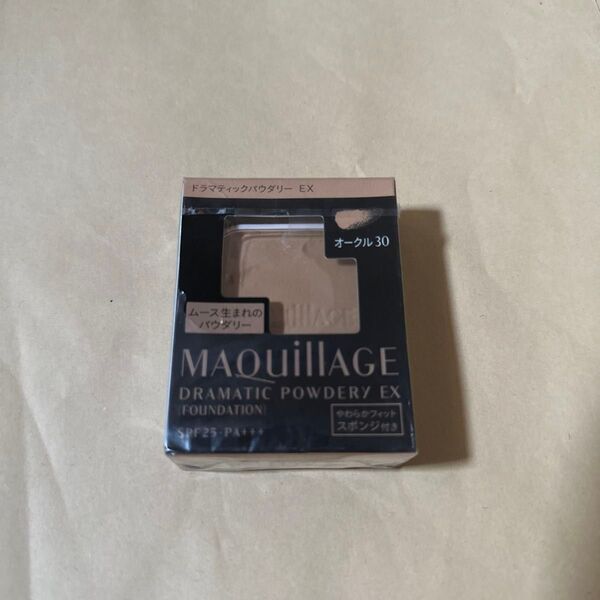 ドラマティックパウダリー EX
オークル30
ムース生まれの
パウダリー
MAQuillAGE
DRAMATIC POWDERY EX
(FOUNDATION)
やわらかフィット
スポンジ付き
SPF25・PA+++